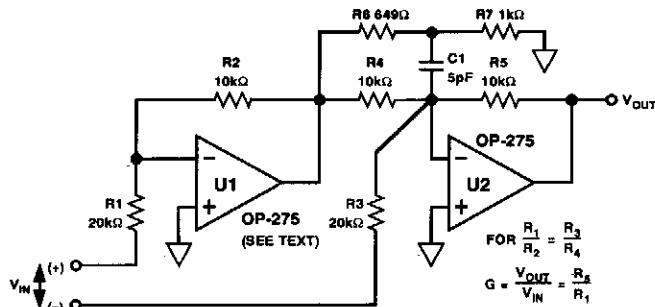 R6 649Ω
R7 1kΩ
R2
10kΩ
R4
10kΩ
C1
5pF
R5
10kΩ
VOUT
OP-275
−
U1
+
−
U2
+
R1
20kΩ
OP-275
(SEE TEXT)
R3
20kΩ
FOR R1/R2 = R3/R4
VIN
(+)
(−)
G = VOUT/VIN = R5/R1